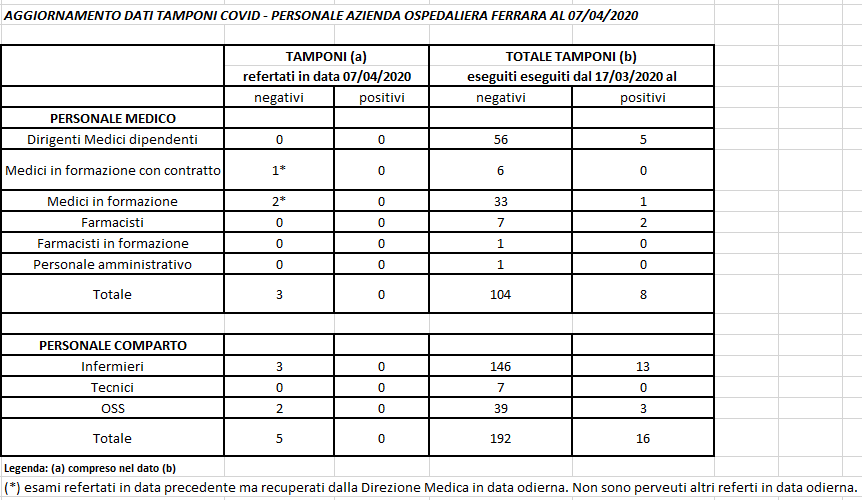 AGGIORNAMENTO DATI TAMPONI COVID - PERSONALE AZIENDA OSPEDALIERA FERRARA AL 07/04/2020
TAMPONI (a) TOTALE TAMPONI (b)
refertati in data 07/04/2020 eseguiti eseguiti dal 17/03/2020 al
negativi positivi negativi positivi
PERSONALE MEDICO
Dirigenti Medici dipendenti 0 0 56 5
Medici in formazione con contratto 1* 0 6 0
Medici in formazione 2* 0 33 1
Farmacisti 0 0 7 2
Farmacisti in formazione 0 0 1 0
Personale amministrativo 0 0 1 0
Totale 3 0 104 8
PERSONALE COMPARTO
Infermieri 3 0 146 13
Tecnici 0 0 7 0
OSS 2 0 39 3
Totale 5 0 192 16
Legenda: (a) compreso nel dato (b)
(*) esami refertati in data precedente ma recuperati dalla Direzione Medica in data odierna. Non sono perveuti altri referti in data odierna.